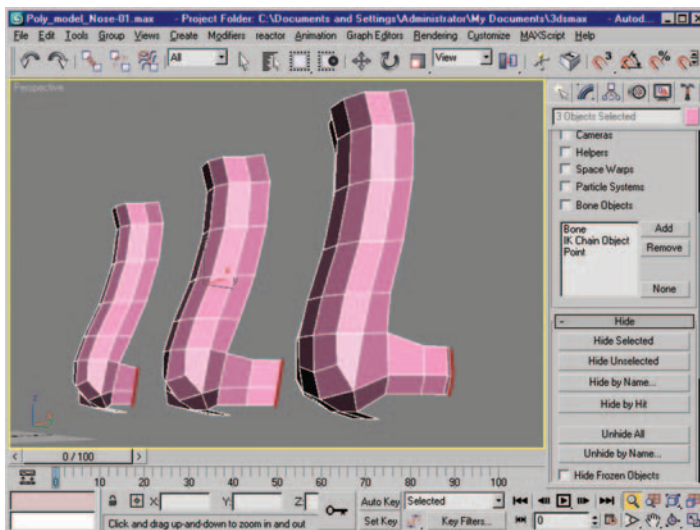 Poly_model_Nose-01.max - Project Folder: C:\Documents and Settings\Administrator\My Documents\3dsmax - Autod...
File Edit Tools Group Views Create Modifiers reactor Animation Graph Editors Rendering Customize MAXScript Help
All View
Perspective
3 Objects Selected
Cameras
Helpers
Space Warps
Particle Systems
Bone Objects
Bone
IK Chain Object
Point
Add
Remove
None
- Hide
Hide Selected
Hide Unselected
Hide by Name...
Hide by Hit
Unhide All
Unhide by Name...
Hide Frozen Objects
z
y
< 0 / 100 >
0 10 20 30 40 50 60 70 80 90 100
X: Y: Z:
Auto Key Selected
Click and drag up-and-down to zoom in and out
Set Key Key Filters... 0